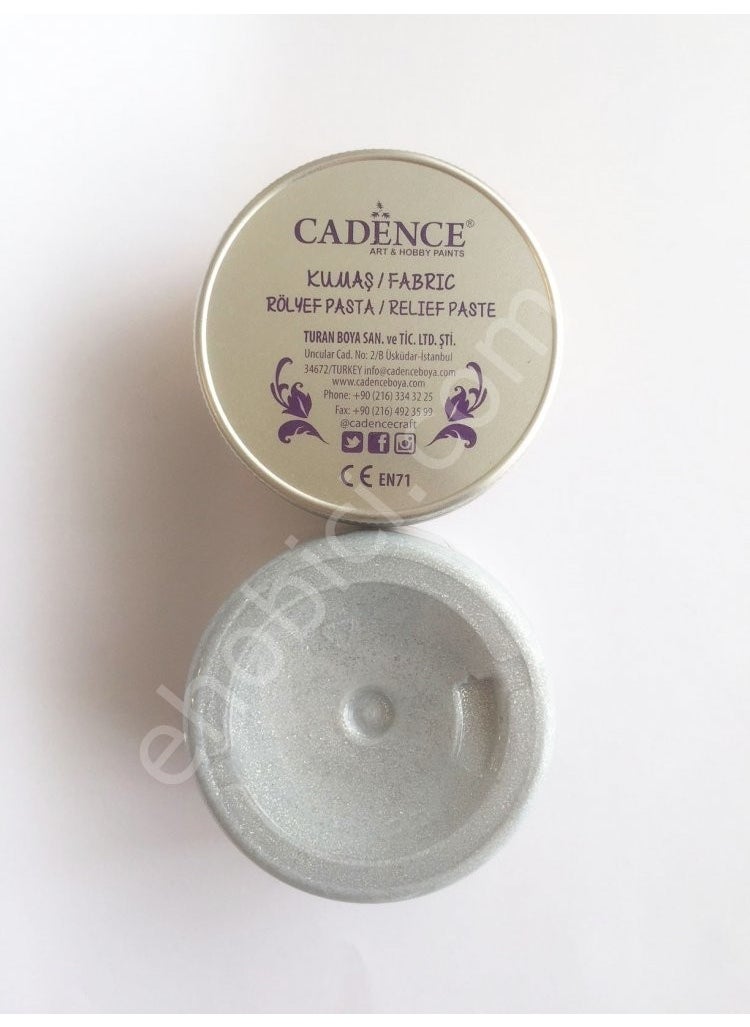 CADENCE®
ART & HOBBY PAINTS
KUMAŞ / FABRIC
RÖLYEF PASTA / RELIEF PASTE
TURAN BOYA SAN. ve TİC. LTD. ŞTİ.
Uncular Cad. No: 2/B Üsküdar-İstanbul
34672/TURKEY info@cadenceboya.com
www.cadenceboya.com
Phone: +90 (216) 334 32 25
Fax: +90 (216) 492 35 99
@cadencecraft
CE EN71
ehobici.com